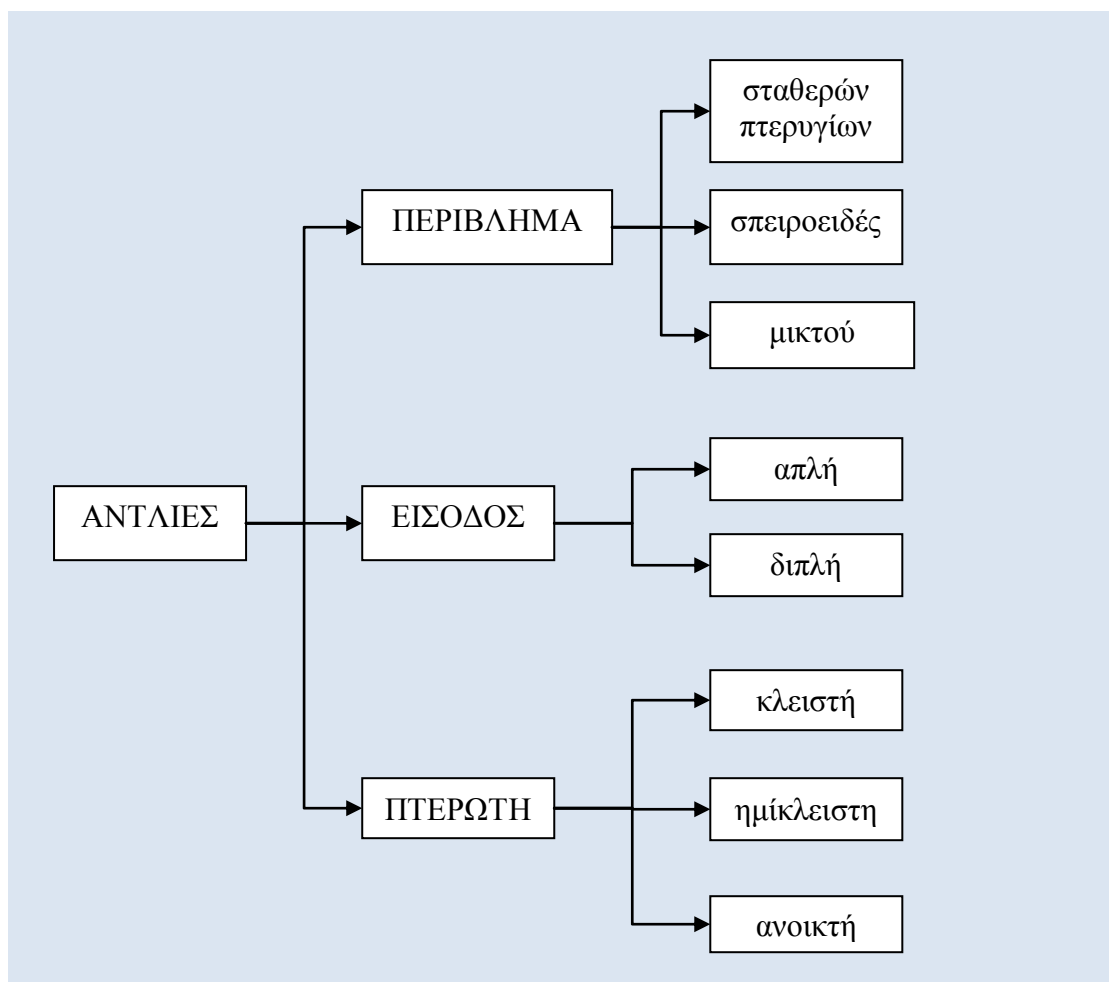 σταθερών
πτερυγίων
ΠΕΡΙΒΛΗΜΑ
σπειροειδές
μικτού
απλή
ΑΝΤΛΙΕΣ
ΕΙΣΟΔΟΣ
διπλή
κλειστή
ΠΤΕΡΩΤΗ
ημίκλειστη
ανοικτή